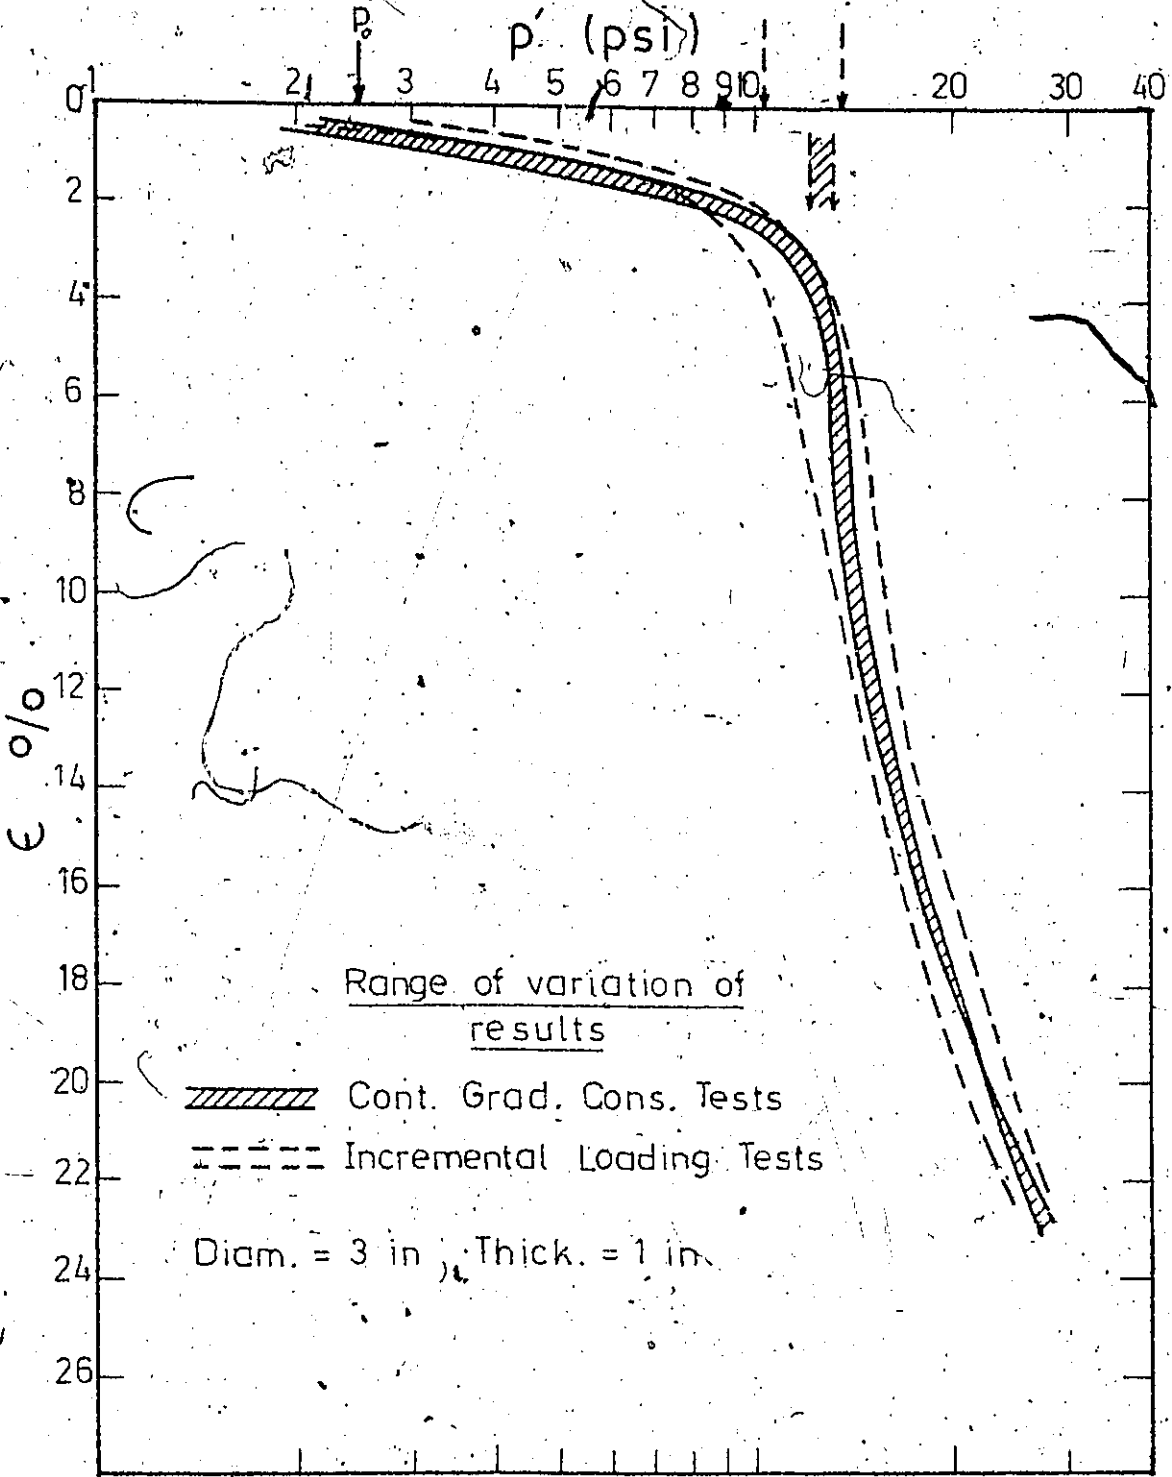 P₀
p′ (psi)
1 2 3 4 5 6 7 8 9 10 20 30 40
0
2
4
6
8
10
12
14
16
18
20
22
24
26
ϵ %
Range of variation of
results
Cont. Grad. Cons. Tests
Incremental Loading Tests
Diam. = 3 in , Thick. = 1 in.